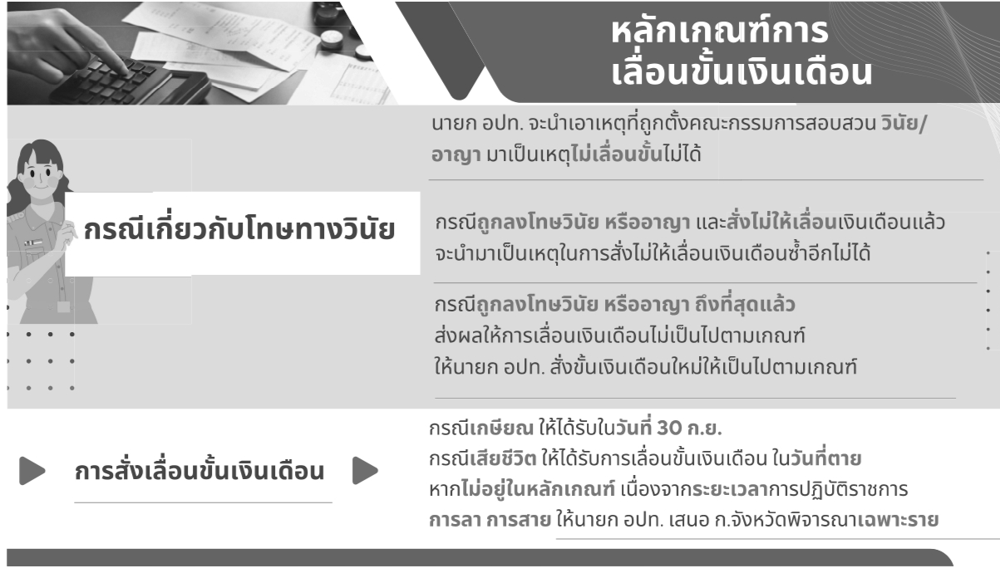 หลักเกณฑ์การ
เลื่อนขั้นเงินเดือน
นายก อปท. จะนำเอาเหตุที่ถูกตั้งคณะกรรมการสอบสวน วินัย/
อาญา มาเป็นเหตุไม่เลื่อนขั้นไม่ได้
กรณีเกี่ยวกับโทษทางวินัย
กรณีถูกลงโทษวินัย หรืออาญา และสั่งไม่ให้เลื่อนเงินเดือนแล้ว
จะนำมาเป็นเหตุในการสั่งไม่ให้เลื่อนเงินเดือนซ้ำอีกไม่ได้
กรณีถูกลงโทษวินัย หรืออาญา ถึงที่สุดแล้ว
ส่งผลให้การเลื่อนเงินเดือนไม่เป็นไปตามเกณฑ์
ให้นายก อปท. สั่งขั้นเงินเดือนใหม่ให้เป็นไปตามเกณฑ์
การสั่งเลื่อนขั้นเงินเดือน
กรณีเกษียณ ให้ได้รับในวันที่ 30 ก.ย.
กรณีเสียชีวิต ให้ได้รับการเลื่อนขั้นเงินเดือน ในวันที่ตาย
หากไม่อยู่ในหลักเกณฑ์ เนื่องจากระยะเวลาการปฏิบัติราชการ
การลา การสาย ให้นายก อปท. เสนอ ก.จังหวัดพิจารณาเฉพาะราย